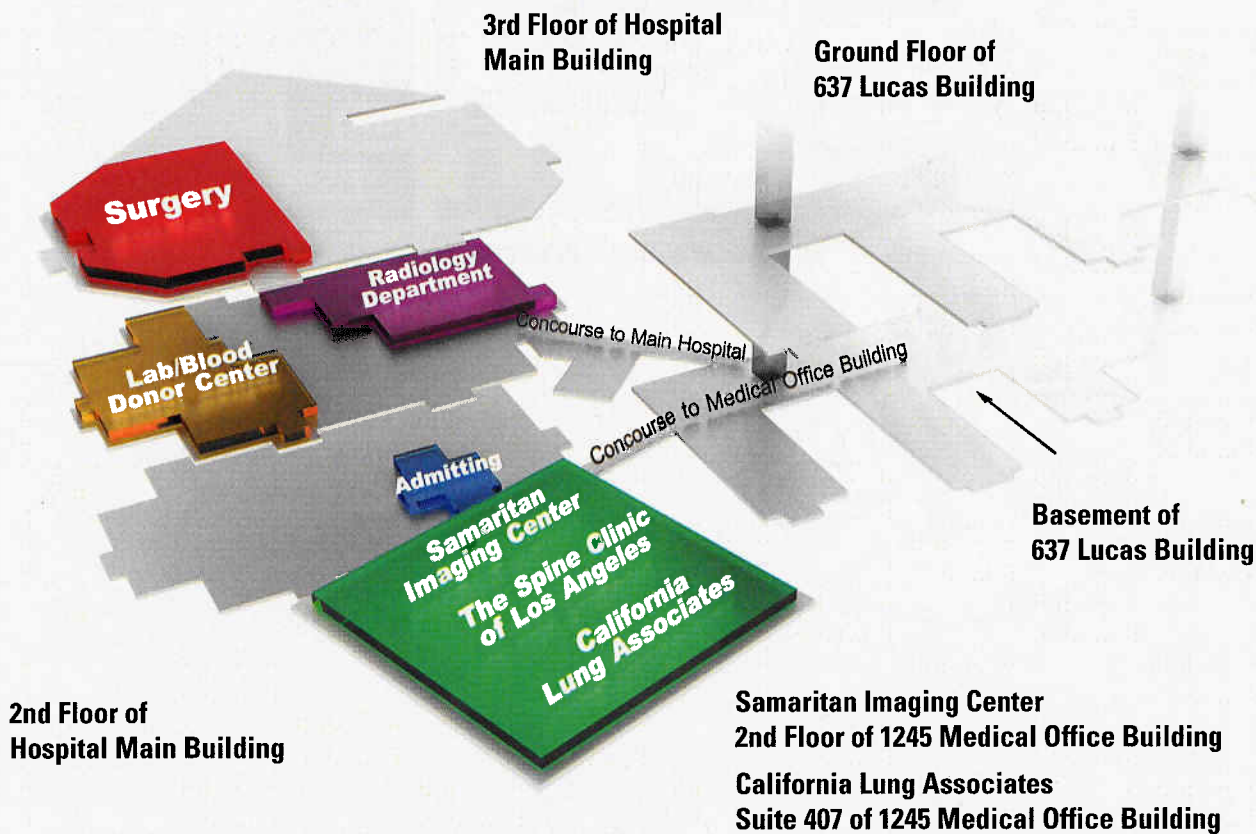 3rd Floor of Hospital
Main Building
Ground Floor of
637 Lucas Building
Surgery
Radiology
Department
Concourse to Main Hospital
Lab/Blood
Donor Center
Concourse to Medical Office Building
Admitting
Samaritan
Imaging Center
The Spine Clinic
of Los Angeles
California
Lung Associates
Basement of
637 Lucas Building
2nd Floor of
Hospital Main Building
Samaritan Imaging Center
2nd Floor of 1245 Medical Office Building
California Lung Associates
Suite 407 of 1245 Medical Office Building